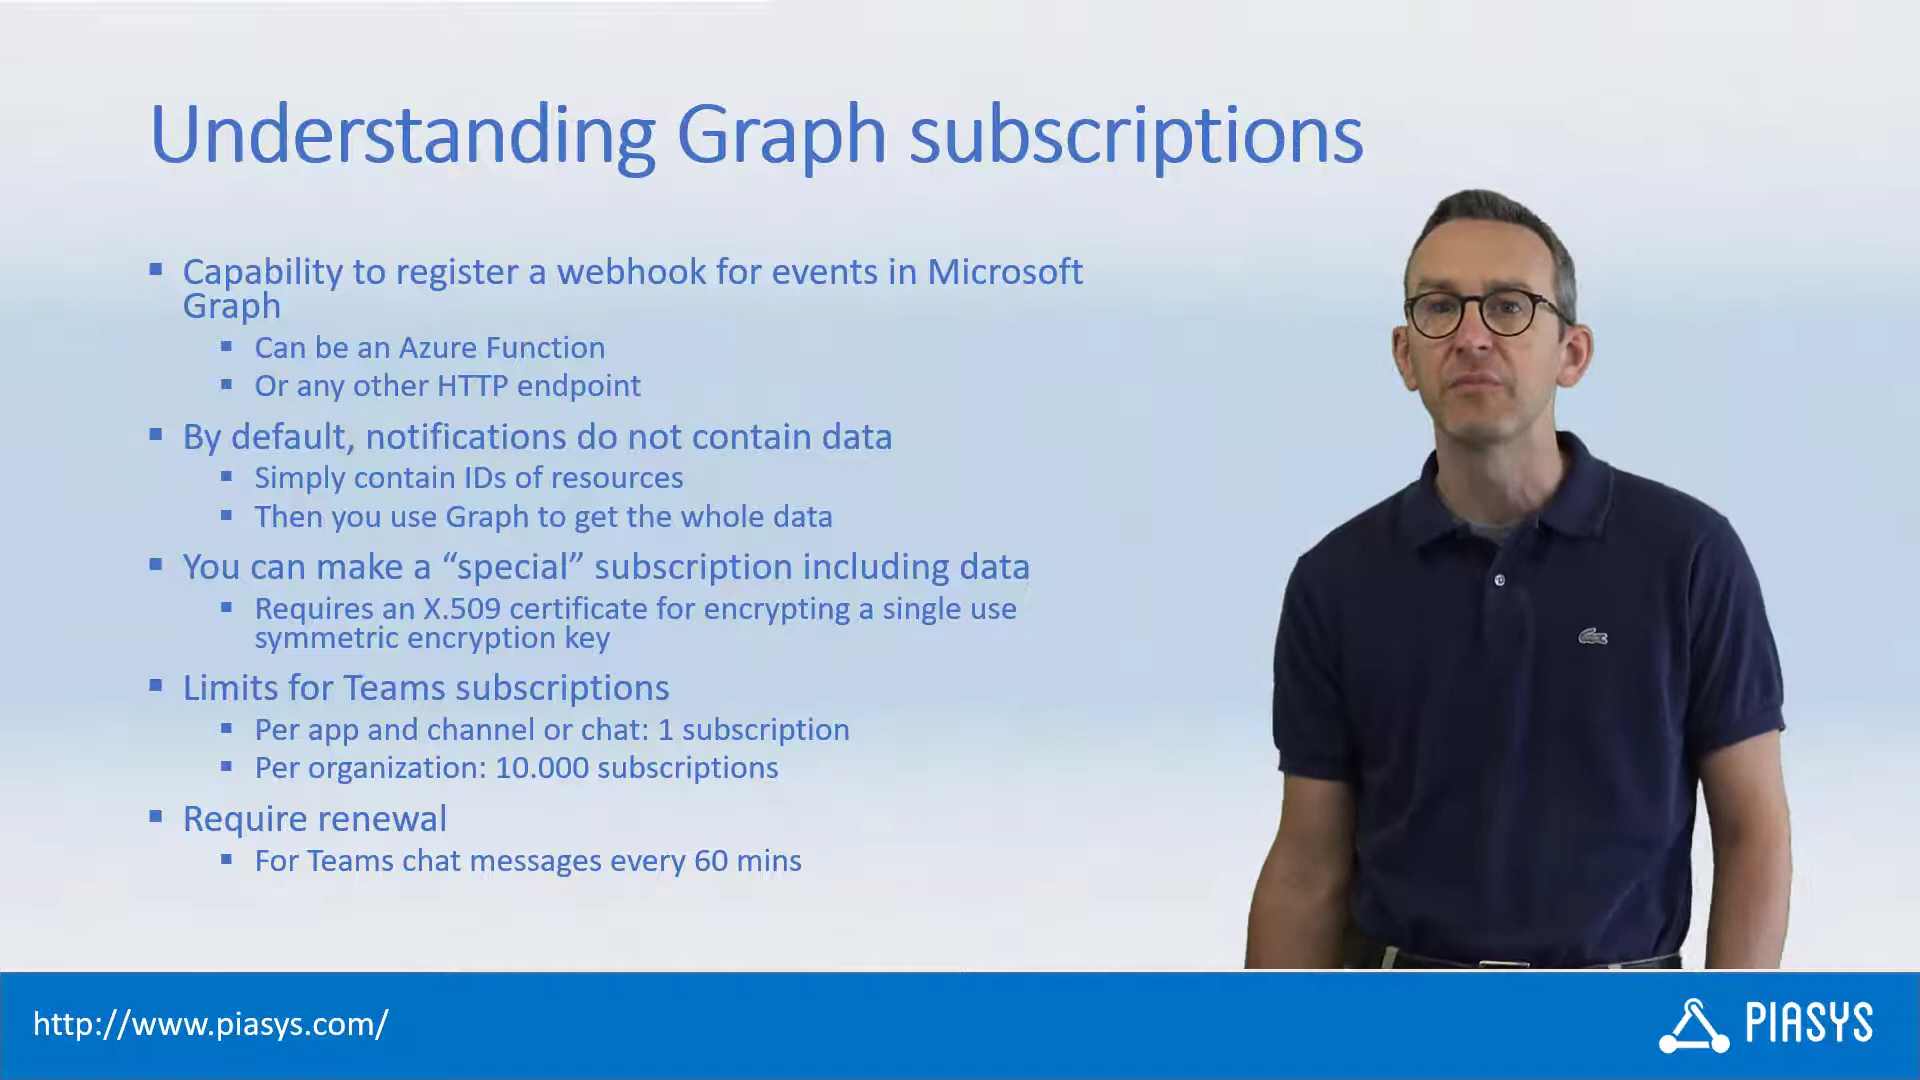 Understanding Graph subscriptions
Capability to register a webhook for events in Microsoft
Graph
Can be an Azure Function
Or any other HTTP endpoint
By default, notifications do not contain data
Simply contain IDs of resources
Then you use Graph to get the whole data
You can make a “special” subscription including data
Requires an X.509 certificate for encrypting a single use
symmetric encryption key
Limits for Teams subscriptions
Per app and channel or chat: 1 subscription
Per organization: 10.000 subscriptions
Require renewal
For Teams chat messages every 60 mins
http://www.piasys.com/
PIASYS